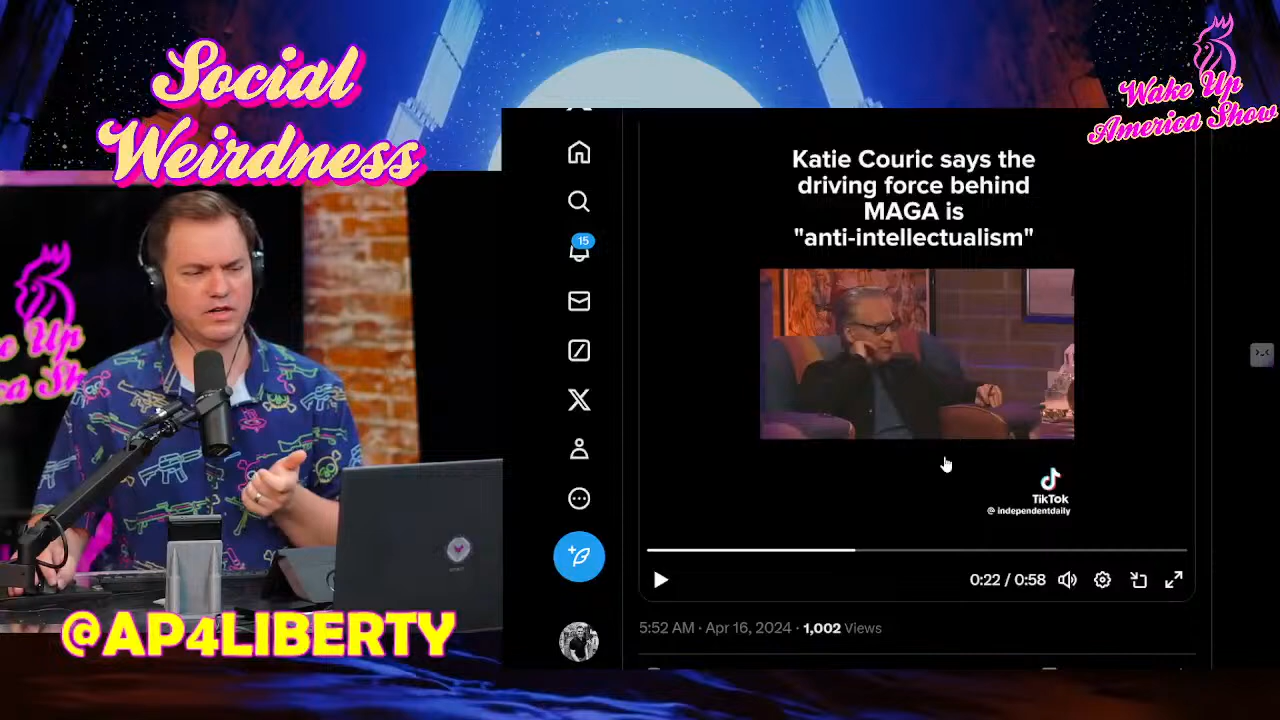 Social
Weirdness
Wake Up
America Show
Katie Couric says the
driving force behind
MAGA is
"anti-intellectualism"
15
TikTok
@ independentdaily
0:22 / 0:58
5:52 AM · Apr 16, 2024 · 1,002 Views
@AP4LIBERTY